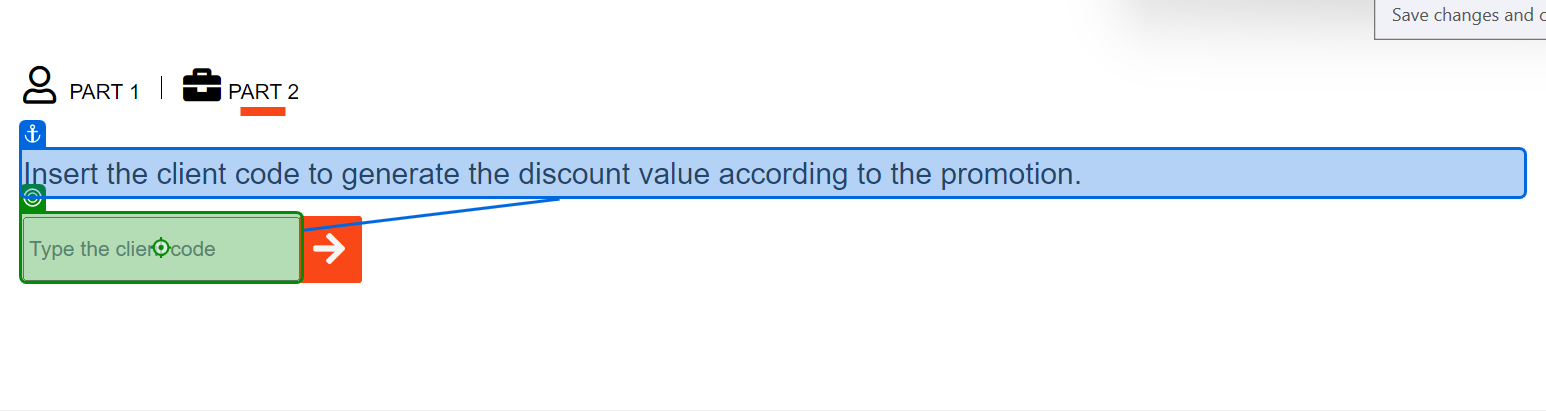 Save changes and
PART 1 | PART 2
Insert the client code to generate the discount value according to the promotion.
Type the client code